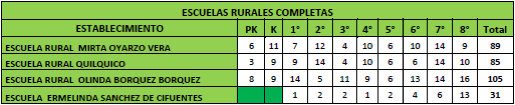 ESCUELAS RURALES COMPLETAS
ESTABLECIMIENTO PK K 1° 2° 3° 4° 5° 6° 7° 8° Total
ESCUELA RURAL MIRTA OYARZO VERA 6 11 7 12 4 10 6 10 14 9 89
ESCUELA RURAL QUILQUICO 3 9 9 14 4 10 6 6 14 10 85
ESCUELA RURAL OLINDA BORQUEZ BORQUEZ 8 9 14 5 11 9 6 13 14 16 105
ESCUELA ERMELINDA SANCHEZ DE CIFUENTES 1 2 2 1 2 4 6 13 31